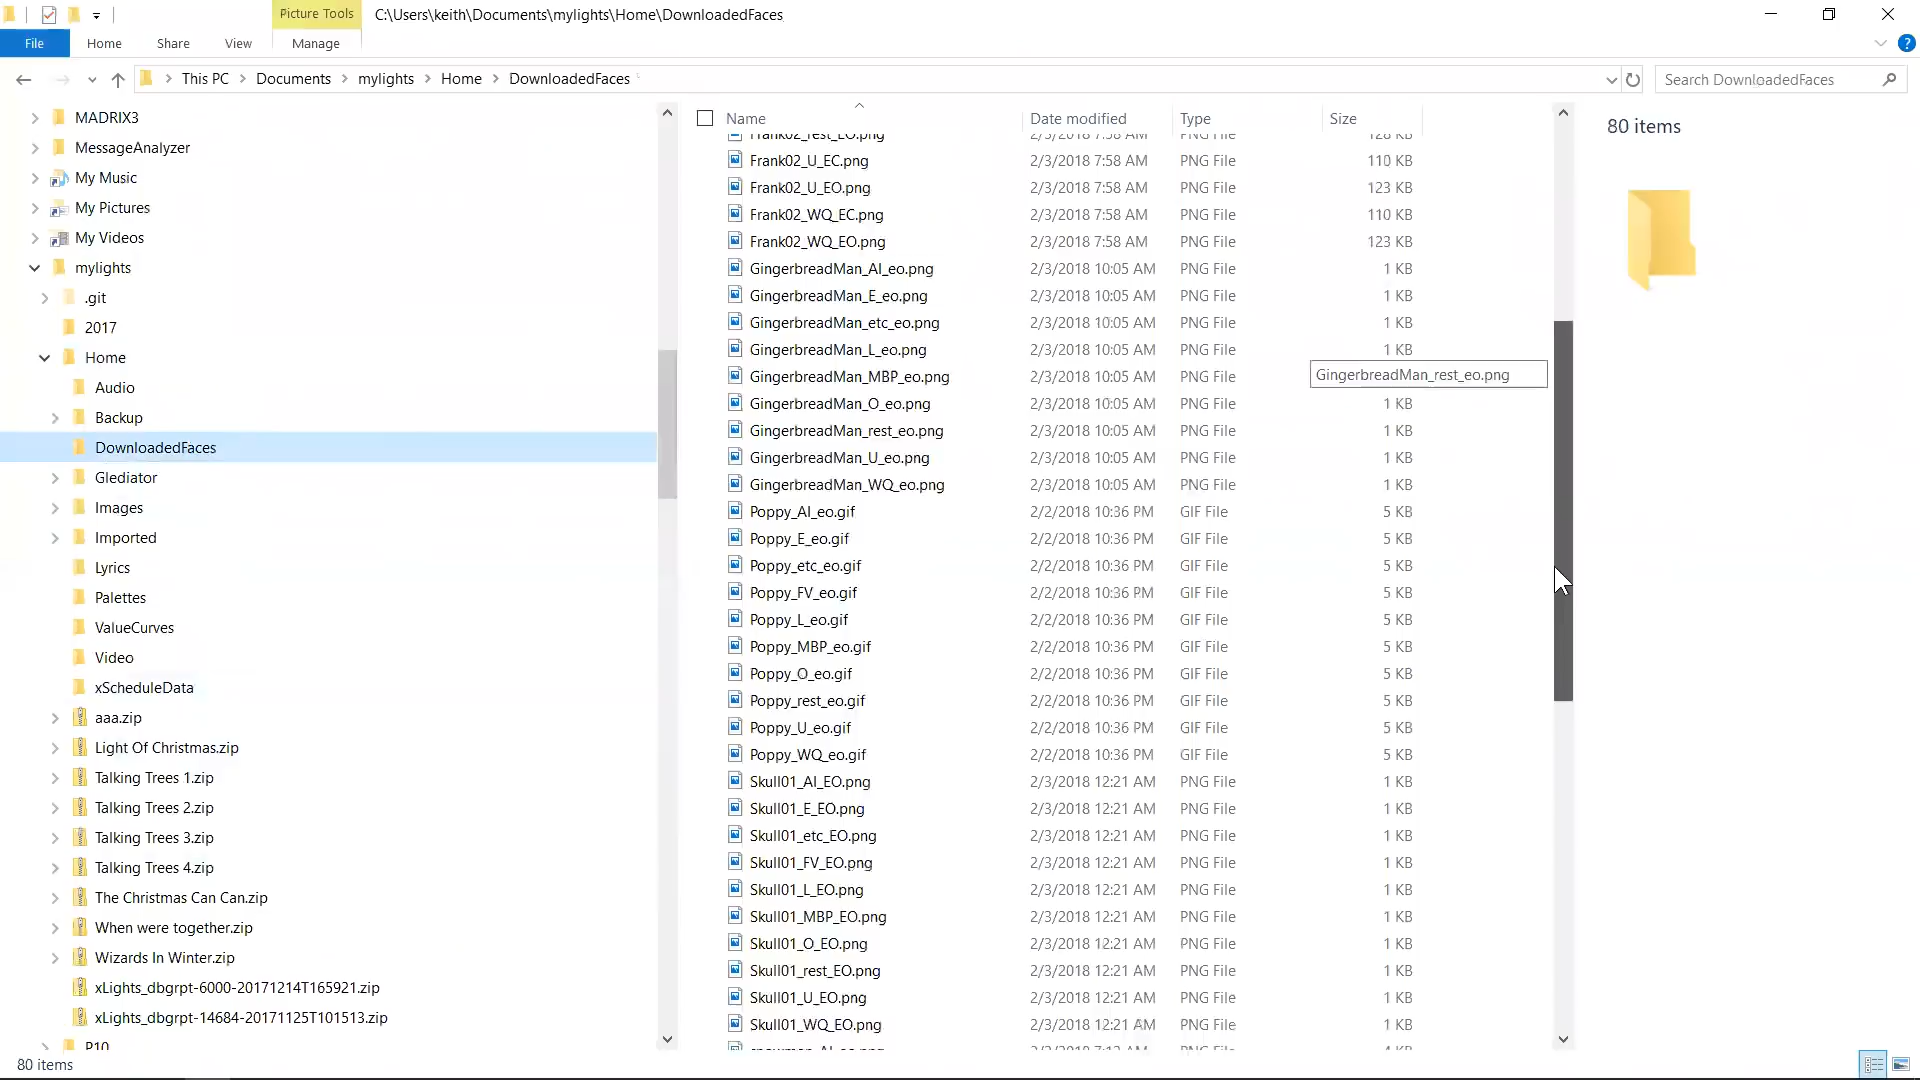 Picture Tools C:\Users\keith\Documents\mylights\Home\DownloadedFaces
File Home Share View Manage
This PC Documents mylights Home DownloadedFaces Search DownloadedFaces
MADRIX3
MessageAnalyzer
My Music
My Pictures
My Videos
mylights
.git
2017
Home
Audio
Backup
DownloadedFaces
Glediator
Images
Imported
Lyrics
Palettes
ValueCurves
Video
xScheduleData
aaa.zip
Light Of Christmas.zip
Talking Trees 1.zip
Talking Trees 2.zip
Talking Trees 3.zip
Talking Trees 4.zip
The Christmas Can Can.zip
When were together.zip
Wizards In Winter.zip
xLights_dbgrpt-6000-20171214T165921.zip
xLights_dbgrpt-14684-20171125T101513.zip
P10
Name Date modified Type Size
Frank02_rest_EO.png 2/3/2018 7:58 AM PNG File 128 KB
Frank02_U_EC.png 2/3/2018 7:58 AM PNG File 110 KB
Frank02_U_EO.png 2/3/2018 7:58 AM PNG File 123 KB
Frank02_WQ_EC.png 2/3/2018 7:58 AM PNG File 110 KB
Frank02_WQ_EO.png 2/3/2018 7:58 AM PNG File 123 KB
GingerbreadMan_AI_eo.png 2/3/2018 10:05 AM PNG File 1 KB
GingerbreadMan_E_eo.png 2/3/2018 10:05 AM PNG File 1 KB
GingerbreadMan_etc_eo.png 2/3/2018 10:05 AM PNG File 1 KB
GingerbreadMan_L_eo.png 2/3/2018 10:05 AM PNG File 1 KB
GingerbreadMan_MBP_eo.png 2/3/2018 10:05 AM PNG File GingerbreadMan_rest_eo.png
GingerbreadMan_O_eo.png 2/3/2018 10:05 AM PNG File 1 KB
GingerbreadMan_rest_eo.png 2/3/2018 10:05 AM PNG File 1 KB
GingerbreadMan_U_eo.png 2/3/2018 10:05 AM PNG File 1 KB
GingerbreadMan_WQ_eo.png 2/3/2018 10:05 AM PNG File 1 KB
Poppy_AI_eo.gif 2/2/2018 10:36 PM GIF File 5 KB
Poppy_E_eo.gif 2/2/2018 10:36 PM GIF File 5 KB
Poppy_etc_eo.gif 2/2/2018 10:36 PM GIF File 5 KB
Poppy_FV_eo.gif 2/2/2018 10:36 PM GIF File 5 KB
Poppy_L_eo.gif 2/2/2018 10:36 PM GIF File 5 KB
Poppy_MBP_eo.gif 2/2/2018 10:36 PM GIF File 5 KB
Poppy_O_eo.gif 2/2/2018 10:36 PM GIF File 5 KB
Poppy_rest_eo.gif 2/2/2018 10:36 PM GIF File 5 KB
Poppy_U_eo.gif 2/2/2018 10:36 PM GIF File 5 KB
Poppy_WQ_eo.gif 2/2/2018 10:36 PM GIF File 5 KB
Skull01_AI_EO.png 2/3/2018 12:21 AM PNG File 1 KB
Skull01_E_EO.png 2/3/2018 12:21 AM PNG File 1 KB
Skull01_etc_EO.png 2/3/2018 12:21 AM PNG File 1 KB
Skull01_FV_EO.png 2/3/2018 12:21 AM PNG File 1 KB
Skull01_L_EO.png 2/3/2018 12:21 AM PNG File 1 KB
Skull01_MBP_EO.png 2/3/2018 12:21 AM PNG File 1 KB
Skull01_O_EO.png 2/3/2018 12:21 AM PNG File 1 KB
Skull01_rest_EO.png 2/3/2018 12:21 AM PNG File 1 KB
Skull01_U_EO.png 2/3/2018 12:21 AM PNG File 1 KB
Skull01_WQ_EO.png 2/3/2018 12:21 AM PNG File 1 KB
80 items
80 items